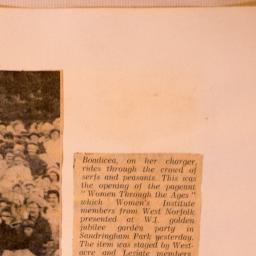 Boadicea, on her charger,
rides through the crowd of
serfs and peasants. This was
the opening of the pageant
"Women Through the Ages"
which Women's Institute
members from West Norfolk
presented at W.I. golden
jubilee garden party in
Sandringham Park yesterday.
The item was staged by West-
acre and Leziate members